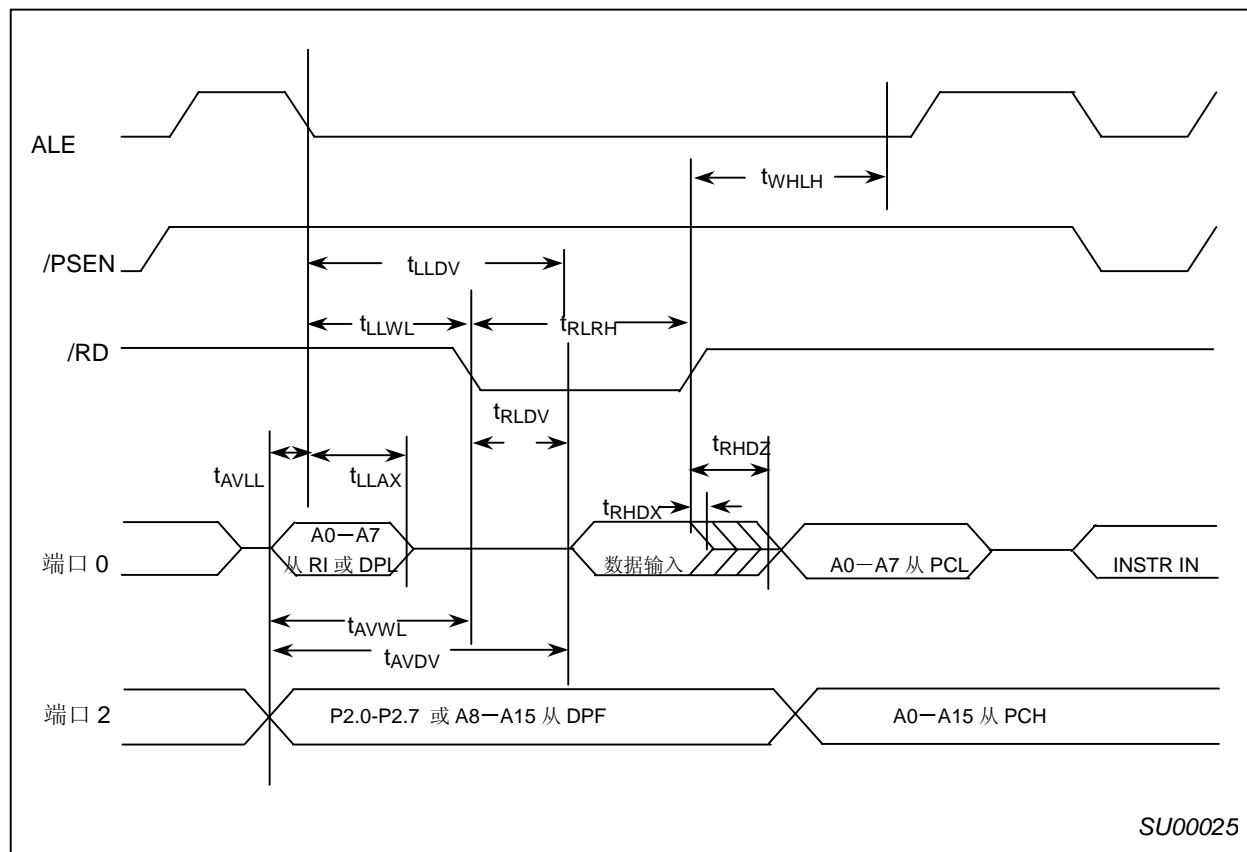 ALE
tWHLH
/PSEN
tLLDV
tLLWL
tRLRH
/RD
tRLDV
tRHDZ
tAVLL
tLLAX
tRHDX
A0－A7
从 RI 或 DPL
端口 0
数据输入
A0－A7 从 PCL
INSTR IN
tAVWL
tAVDV
端口 2
P2.0-P2.7 或 A8－A15 从 DPF
A0－A15 从 PCH
SU00025